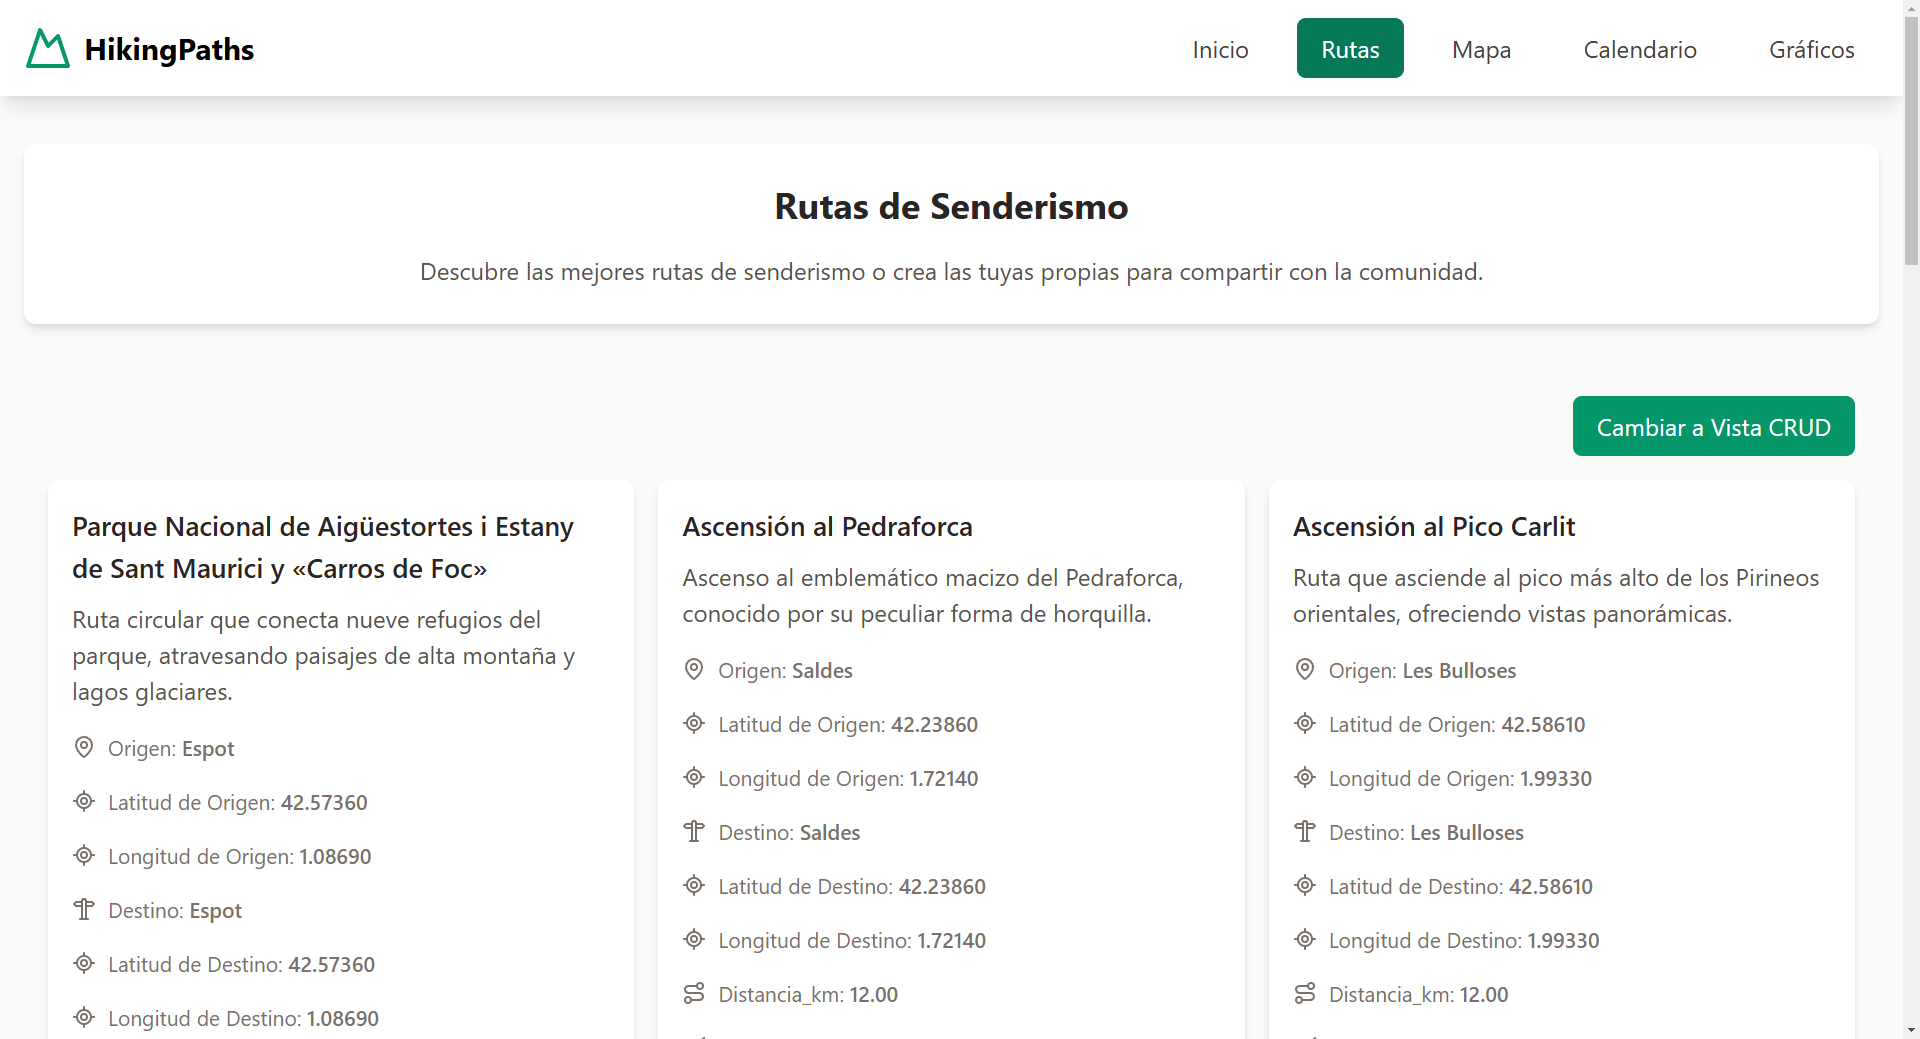 HikingPaths
Inicio
Rutas
Mapa
Calendario
Gráficos
Rutas de Senderismo
Descubre las mejores rutas de senderismo o crea las tuyas propias para compartir con la comunidad.
Cambiar a Vista CRUD
Parque Nacional de Aigüestortes i Estany
de Sant Maurici y «Carros de Foc»
Ruta circular que conecta nueve refugios del
parque, atravesando paisajes de alta montaña y
lagos glaciares.
Origen: Espot
Latitud de Origen: 42.57360
Longitud de Origen: 1.08690
Destino: Espot
Latitud de Destino: 42.57360
Longitud de Destino: 1.08690
Ascensión al Pedraforca
Ascenso al emblemático macizo del Pedraforca,
conocido por su peculiar forma de horquilla.
Origen: Saldes
Latitud de Origen: 42.23860
Longitud de Origen: 1.72140
Destino: Saldes
Latitud de Destino: 42.23860
Longitud de Destino: 1.72140
Distancia_km: 12.00
Ascensión al Pico Carlit
Ruta que asciende al pico más alto de los Pirineos
orientales, ofreciendo vistas panorámicas.
Origen: Les Bulloses
Latitud de Origen: 42.58610
Longitud de Origen: 1.99330
Destino: Les Bulloses
Latitud de Destino: 42.58610
Longitud de Destino: 1.99330
Distancia_km: 12.00